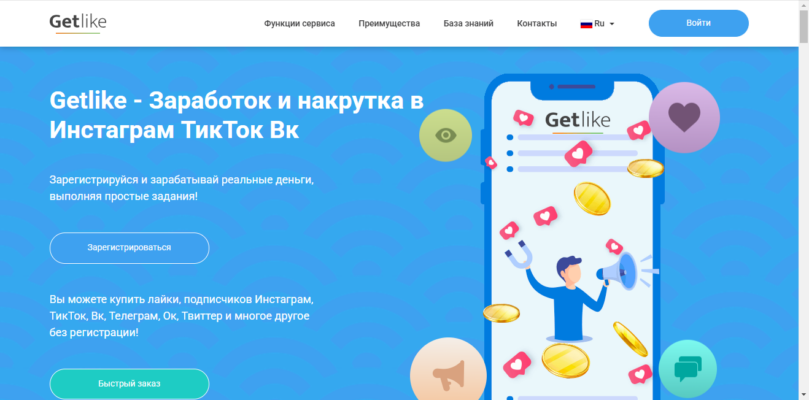 Getlike
Функции сервиса
Преимущества
База знаний
Контакты
Ru
Войти
Getlike - Заработок и накрутка в
Инстаграм ТикТок Вк
Getlike
Зарегистрируйся и зарабатывай реальные деньги,
выполняя простые задания!
Зарегистрироваться
Вы можете купить лайки, подписчиков Инстаграм,
ТикТок, Вк, Телеграм, Ок, Твиттер и многое другое
без регистрации!
Быстрый заказ